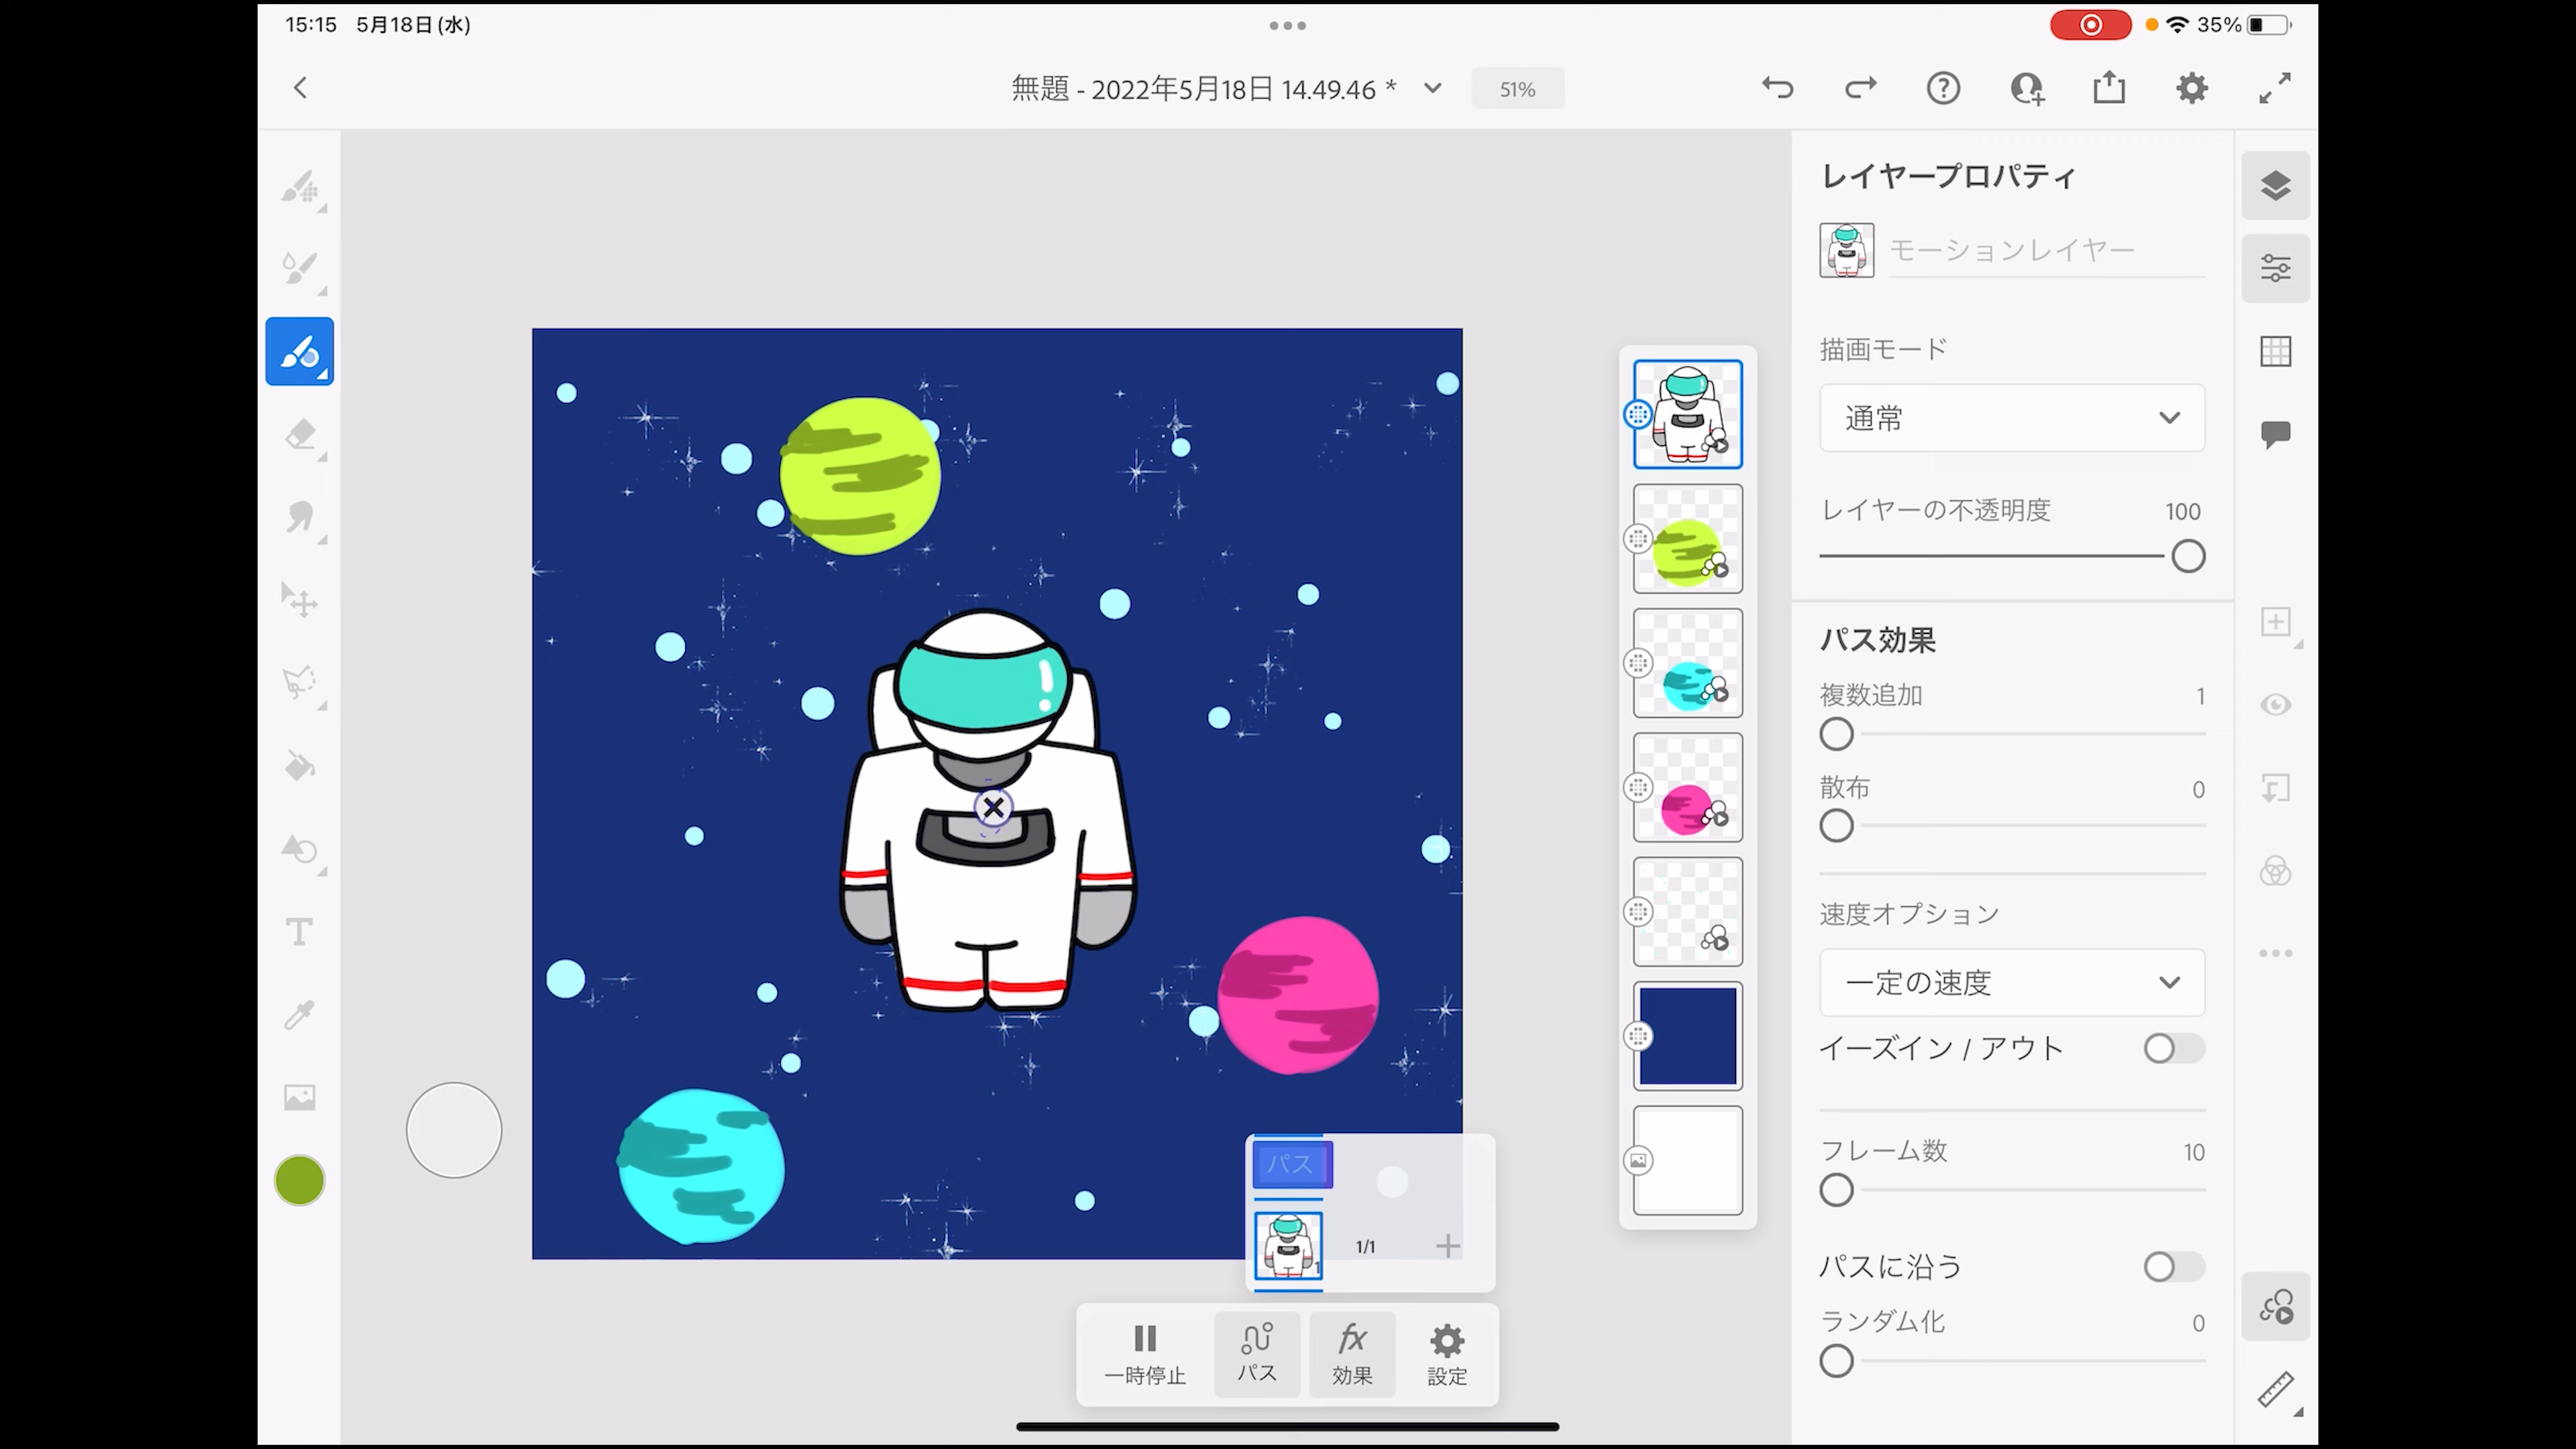 15:15 5月18日(水)
35%
無題 - 2022年5月18日 14.49.46 *
51%
レイヤープロパティ
モーションレイヤー
描画モード
通常
レイヤーの不透明度 100
パス効果
複数追加 1
散布 0
速度オプション
一定の速度
イーズイン / アウト
フレーム数 10
パスに沿う
ランダム化 0
パス
1
1/1
一時停止
パス
fx
効果
設定
T